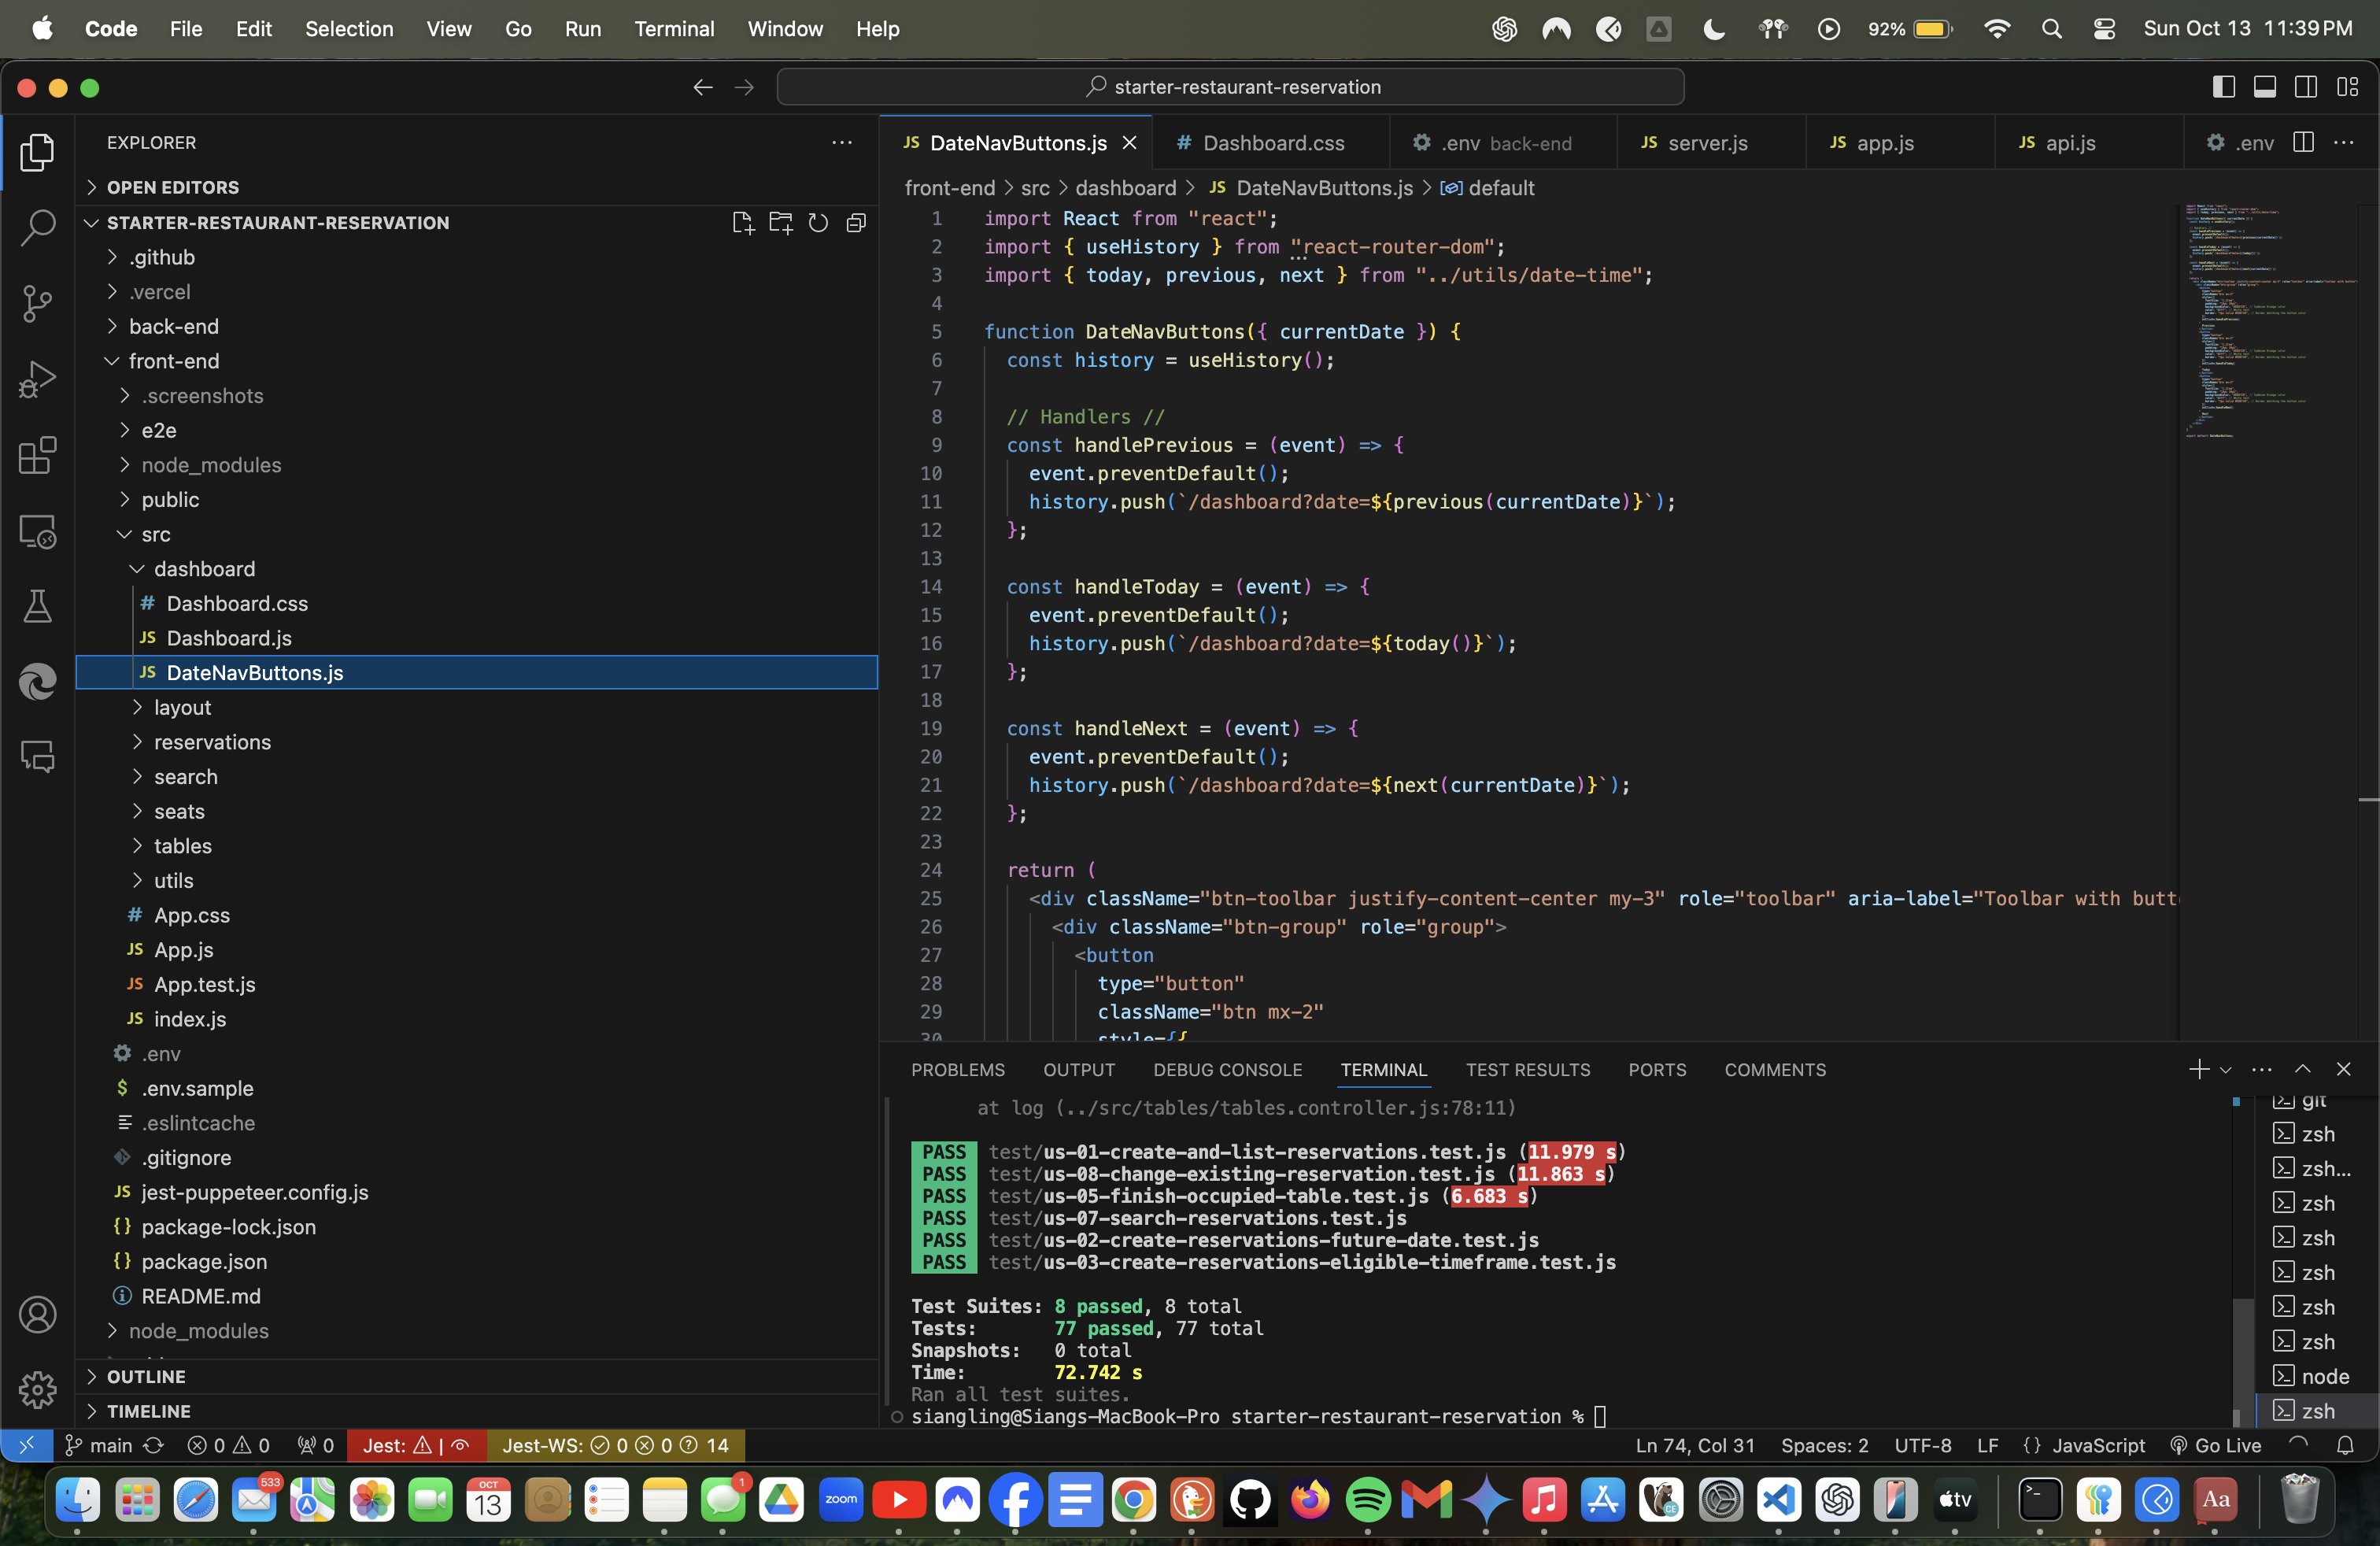 Code File Edit Selection View Go Run Terminal Window Help 92% Sun Oct 13 11:39 PM
starter-restaurant-reservation
EXPLORER
OPEN EDITORS
STARTER-RESTAURANT-RESERVATION
.github
.vercel
back-end
front-end
.screenshots
e2e
node_modules
public
src
dashboard
# Dashboard.css
JS Dashboard.js
JS DateNavButtons.js
layout
reservations
search
seats
tables
utils
# App.css
JS App.js
JS App.test.js
JS index.js
.env
$ .env.sample
.eslintcache
.gitignore
JS jest-puppeteer.config.js
{} package-lock.json
{} package.json
README.md
node_modules
OUTLINE
TIMELINE
JS DateNavButtons.js # Dashboard.css .env back-end JS server.js JS app.js JS api.js .env
front-end > src > dashboard > JS DateNavButtons.js > default
1 import React from "react";
2 import { useHistory } from "react-router-dom";
3 import { today, previous, next } from "../utils/date-time";
4
5 function DateNavButtons({ currentDate }) {
6 const history = useHistory();
7
8 // Handlers //
9 const handlePrevious = (event) => {
10 event.preventDefault();
11 history.push(`/dashboard?date=${previous(currentDate)}`);
12 };
13
14 const handleToday = (event) => {
15 event.preventDefault();
16 history.push(`/dashboard?date=${today()}`);
17 };
18
19 const handleNext = (event) => {
20 event.preventDefault();
21 history.push(`/dashboard?date=${next(currentDate)}`);
22 };
23
24 return (
25 <div className="btn-toolbar justify-content-center my-3" role="toolbar" aria-label="Toolbar with butt
26 <div className="btn-group" role="group">
27 <button
28 type="button"
29 className="btn mx-2"
30 style={{
PROBLEMS OUTPUT DEBUG CONSOLE TERMINAL TEST RESULTS PORTS COMMENTS
at log (../src/tables/tables.controller.js:78:11)
PASS test/us-01-create-and-list-reservations.test.js (11.979 s)
PASS test/us-08-change-existing-reservation.test.js (11.863 s)
PASS test/us-05-finish-occupied-table.test.js (6.683 s)
PASS test/us-07-search-reservations.test.js
PASS test/us-02-create-reservations-future-date.test.js
PASS test/us-03-create-reservations-eligible-timeframe.test.js
Test Suites: 8 passed, 8 total
Tests: 77 passed, 77 total
Snapshots: 0 total
Time: 72.742 s
Ran all test suites.
siangling@Siangs-MacBook-Pro starter-restaurant-reservation %
git
zsh
zsh...
zsh
zsh
zsh
zsh
zsh
node
zsh
main 0 0 0 Jest: | Jest-WS: 0 0 14 Ln 74, Col 31 Spaces: 2 UTF-8 LF {} JavaScript Go Live
533
OCT
13
1
zoom
tv
Aa